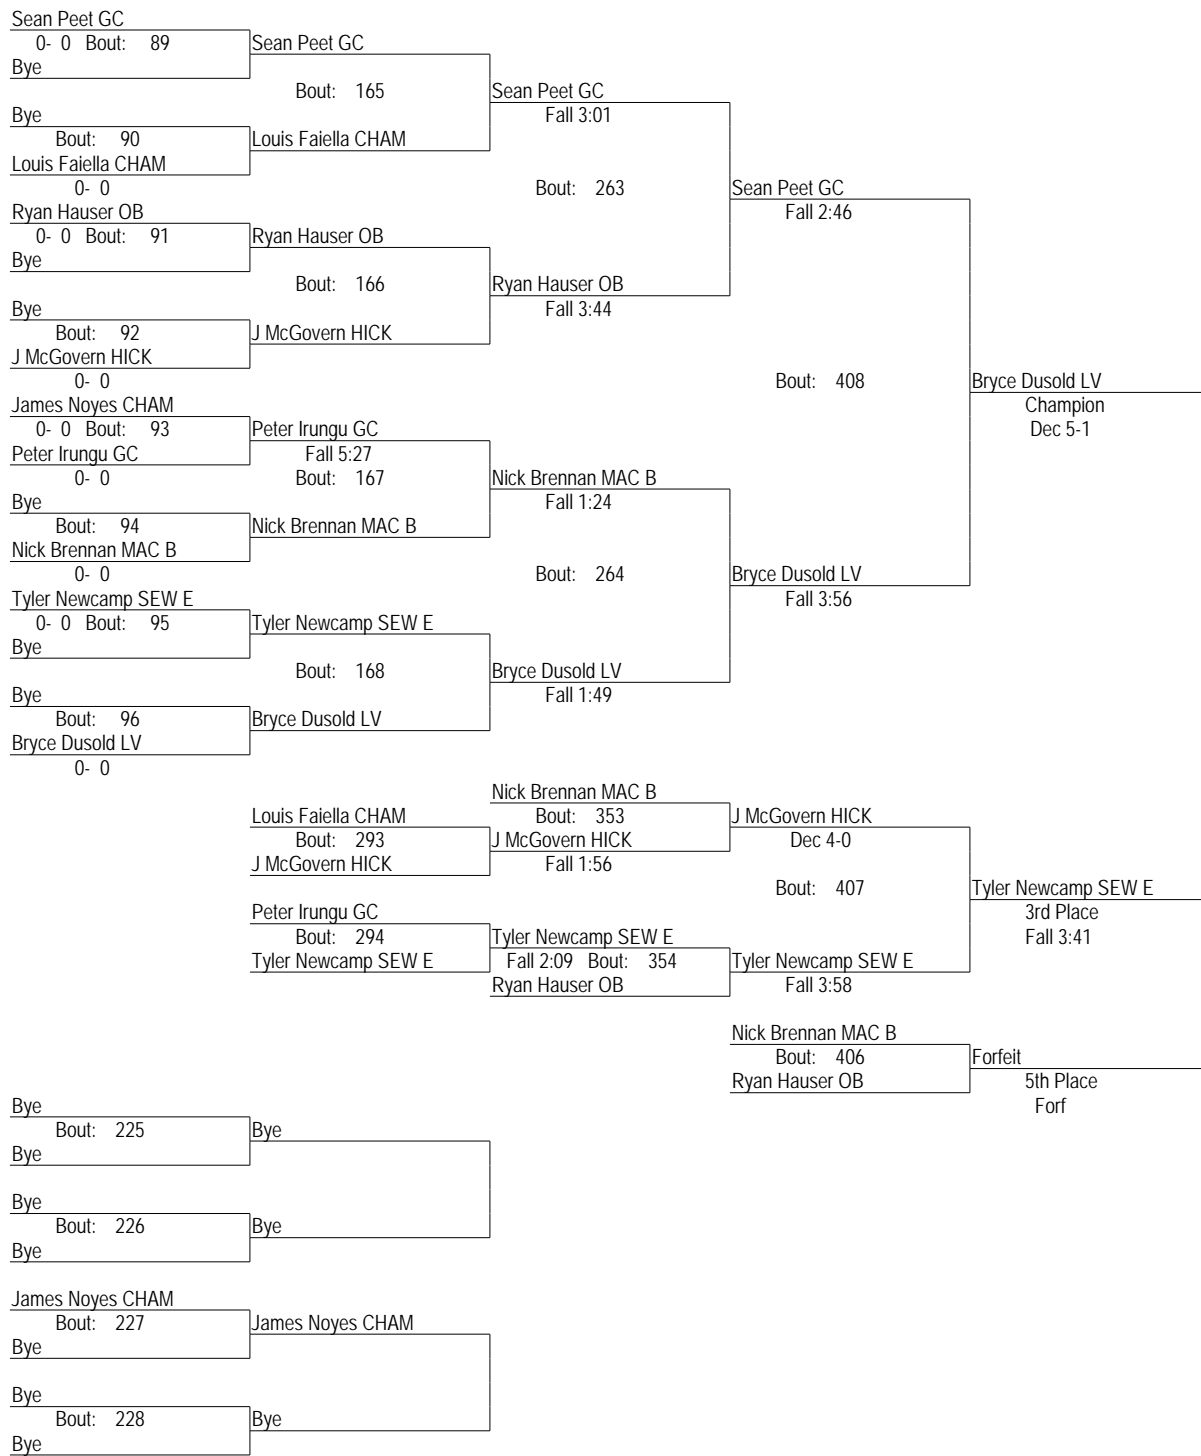 Sean Peet GC
0- 0 Bout: 89
Sean Peet GC
Bye
Bout: 165
Sean Peet GC
Bye
Fall 3:01
Bout: 90
Louis Faiella CHAM
Louis Faiella CHAM
0- 0
Bout: 263
Sean Peet GC
Ryan Hauser OB
Fall 2:46
0- 0 Bout: 91
Ryan Hauser OB
Bye
Bout: 166
Ryan Hauser OB
Bye
Fall 3:44
Bout: 92
J McGovern HICK
J McGovern HICK
0- 0
Bout: 408
Bryce Dusold LV
James Noyes CHAM
Champion
0- 0 Bout: 93
Peter Irungu GC
Dec 5-1
Peter Irungu GC
Fall 5:27
0- 0
Bout: 167
Nick Brennan MAC B
Bye
Fall 1:24
Bout: 94
Nick Brennan MAC B
Nick Brennan MAC B
0- 0
Bout: 264
Bryce Dusold LV
Tyler Newcamp SEW E
Fall 3:56
0- 0 Bout: 95
Tyler Newcamp SEW E
Bye
Bout: 168
Bryce Dusold LV
Bye
Fall 1:49
Bout: 96
Bryce Dusold LV
Bryce Dusold LV
0- 0
Nick Brennan MAC B
Louis Faiella CHAM
Bout: 353
J McGovern HICK
Bout: 293
J McGovern HICK
Dec 4-0
J McGovern HICK
Fall 1:56
Bout: 407
Tyler Newcamp SEW E
Peter Irungu GC
3rd Place
Bout: 294
Tyler Newcamp SEW E
Fall 3:41
Tyler Newcamp SEW E
Fall 2:09 Bout: 354
Tyler Newcamp SEW E
Ryan Hauser OB
Fall 3:58
Nick Brennan MAC B
Bout: 406
Forfeit
Ryan Hauser OB
5th Place
Forf
Bye
Bout: 225
Bye
Bye
Bye
Bout: 226
Bye
Bye
James Noyes CHAM
Bout: 227
James Noyes CHAM
Bye
Bye
Bout: 228
Bye
Bye